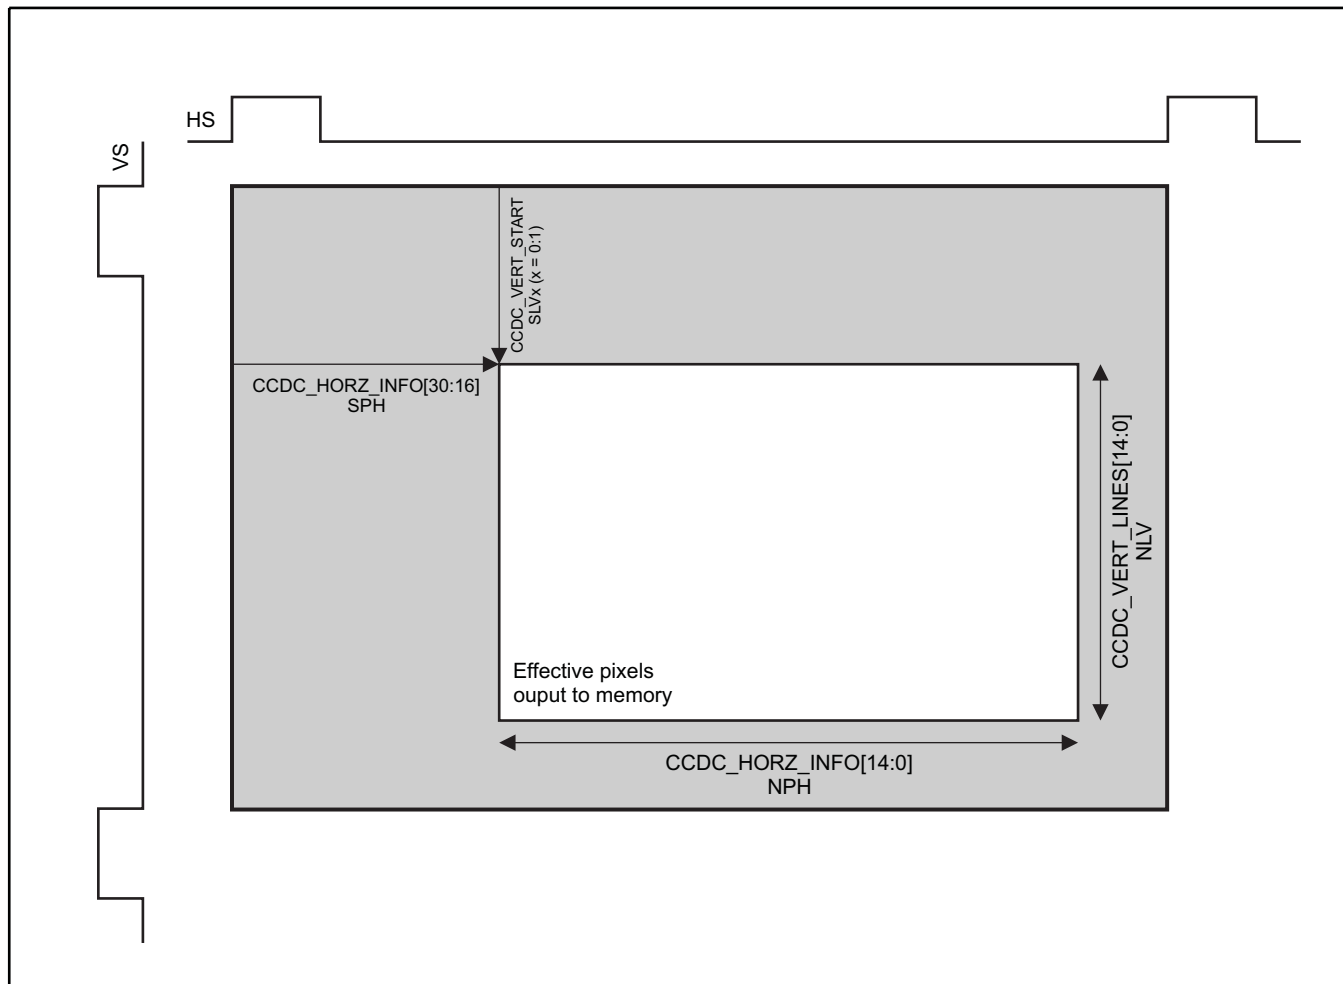 HS
VS
CCDC_VERT_START
SLVx (x = 0:1)
CCDC_HORZ_INFO[30:16]
SPH
CCDC_VERT_LINES[14:0]
NLV
Effective pixels
ouput to memory
CCDC_HORZ_INFO[14:0]
NPH